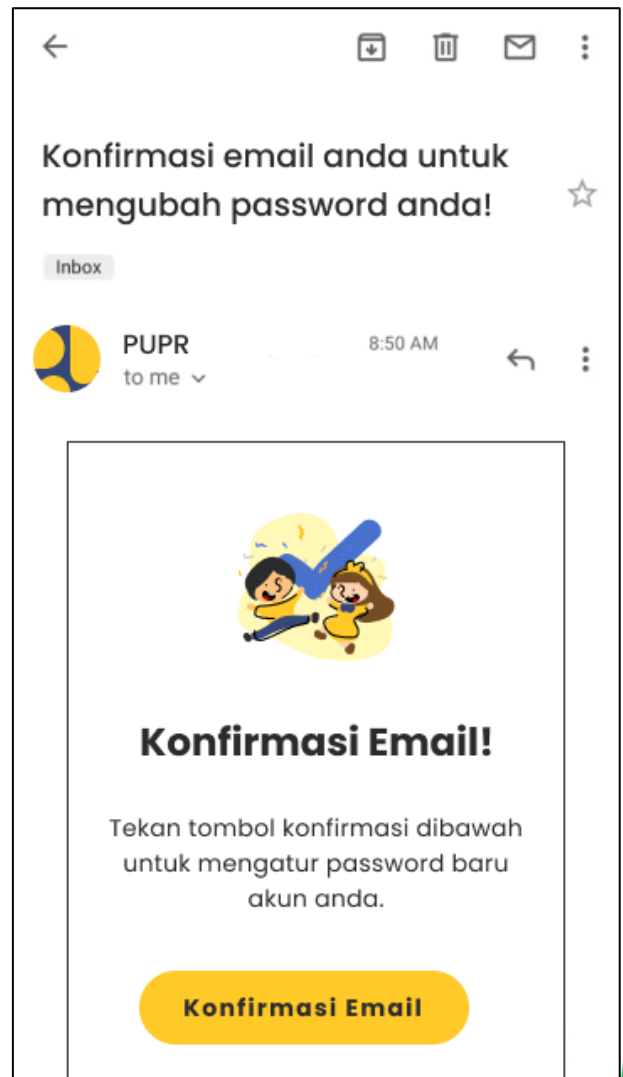 Konfirmasi email anda untuk
mengubah password anda!
Inbox
PUPR
8:50 AM
to me
Konfirmasi Email!
Tekan tombol konfirmasi dibawah
untuk mengatur password baru
akun anda.
Konfirmasi Email